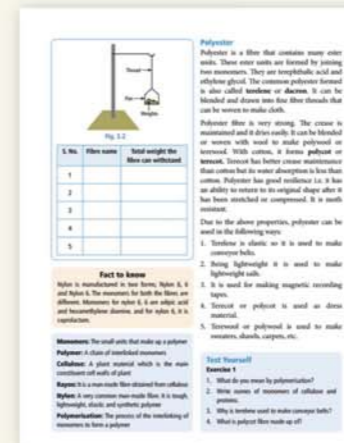 Thread
Pan
Weights
Fig. 3.2
S. No.
Fibre name
Total weight the
fibre can withstand
1
2
3
4
5
Fact to know
Nylon is manufactured in two forms, Nylon 6, 6
and Nylon 6. The monomers for both the fibres are
different. Monomers for nylon 6, 6 are adipic acid
and hexamethylene diamine, and for nylon 6, it is
caprolactam.
Monomers: The small units that make up a polymer
Polymer: A chain of interlinked monomers
Cellulose: A plant material which is the main
constituent cell walls of plant
Rayon: It is a man-made fibre obtained from cellulose
Nylon: A very common man-made fibre. It is tough,
lightweight, elastic, and synthetic polymer
Polymerisation: The process of the interlinking of
monomers to form a polymer
Polyester
Polyester is a fibre that contains many ester
units. These ester units are formed by joining
two monomers. They are terephthalic acid and
ethylene glycol. The common polyester formed
is also called terelene or dacron. It can be
blended and drawn into fine fibre threads that
can be woven to make cloth.
Polyester fibre is very strong. The crease is
maintained and it dries easily. It can be blended
or woven with wool to make polywool or
terewool. With cotton, it forms polycot or
terecot. Terecot has better crease maintenance
than cotton but its water absorption is less than
cotton. Polyester has good resilience i.e. it has
an ability to return to its original shape after it
has been stretched or compressed. It is moth
resistant.
Due to the above properties, polyester can be
used in the following ways:
1. Terelene is elastic so it is used to make
conveyor belts.
2. Being lightweight it is used to make
lightweight sails.
3. It is used for making magnetic recording
tapes.
4. Terecot or polycot is used as dress
material.
5. Terewool or polywool is used to make
sweaters, shawls, carpets, etc.
Test Yourself
Exercise 1
1. What do you mean by polymerisation?
2. Write names of monomers of cellulose and
proteins.
3. Why is terelene used to make conveyor belts?
4. What is polycot fibre made up of?